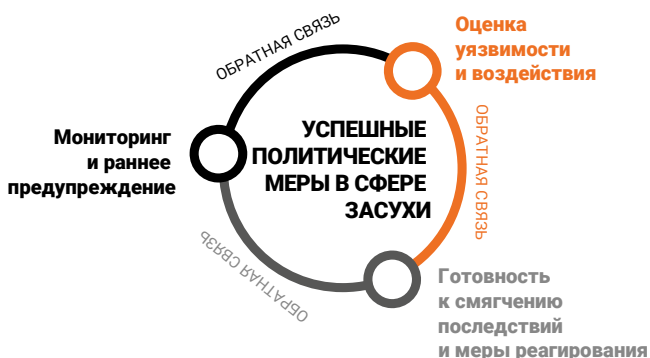 ОБРАТНАЯ СВЯЗЬ
Оценка
уязвимости
и воздействия
ОБРАТНАЯ СВЯЗЬ
УСПЕШНЫЕ
ПОЛИТИЧЕСКИЕ
МЕРЫ В СФЕРЕ
ЗАСУХИ
Мониторинг
и раннее
предупреждение
ОБРАТНАЯ СВЯЗЬ
Готовность
к смягчению
последствий
и меры реагирования